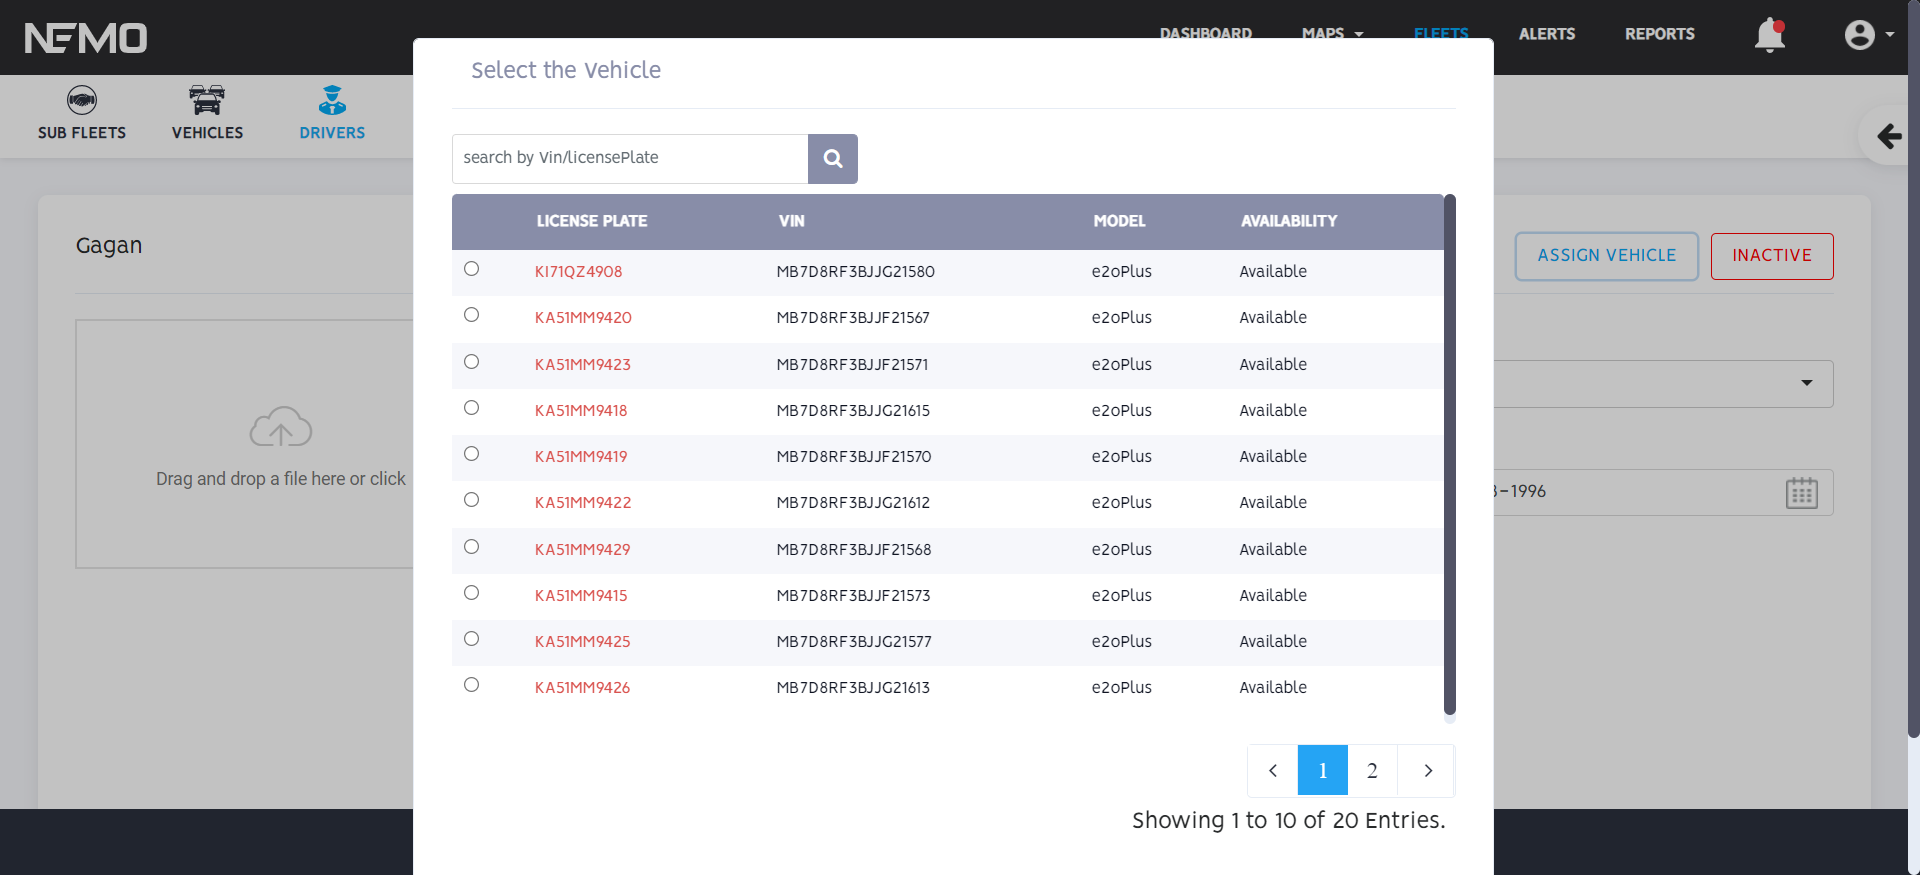 NEMO
DASHBOARD MAPS FLEETS ALERTS REPORTS
SUB FLEETS VEHICLES DRIVERS
Select the Vehicle
search by Vin/licensePlate
Gagan
ASSIGN VEHICLE INACTIVE
LICENSE PLATE VIN MODEL AVAILABILITY
KI71QZ4908 MB7D8RF3BJJG21580 e2oPlus Available
KA51MM9420 MB7D8RF3BJJF21567 e2oPlus Available
KA51MM9423 MB7D8RF3BJJF21571 e2oPlus Available
KA51MM9418 MB7D8RF3BJJG21615 e2oPlus Available
KA51MM9419 MB7D8RF3BJJG21570 e2oPlus Available
KA51MM9422 MB7D8RF3BJJG21612 e2oPlus Available
KA51MM9429 MB7D8RF3BJJF21568 e2oPlus Available
KA51MM9415 MB7D8RF3BJJF21573 e2oPlus Available
KA51MM9425 MB7D8RF3BJJG21577 e2oPlus Available
KA51MM9426 MB7D8RF3BJJG21613 e2oPlus Available
Drag and drop a file here or click
-1996
1 2
Showing 1 to 10 of 20 Entries.